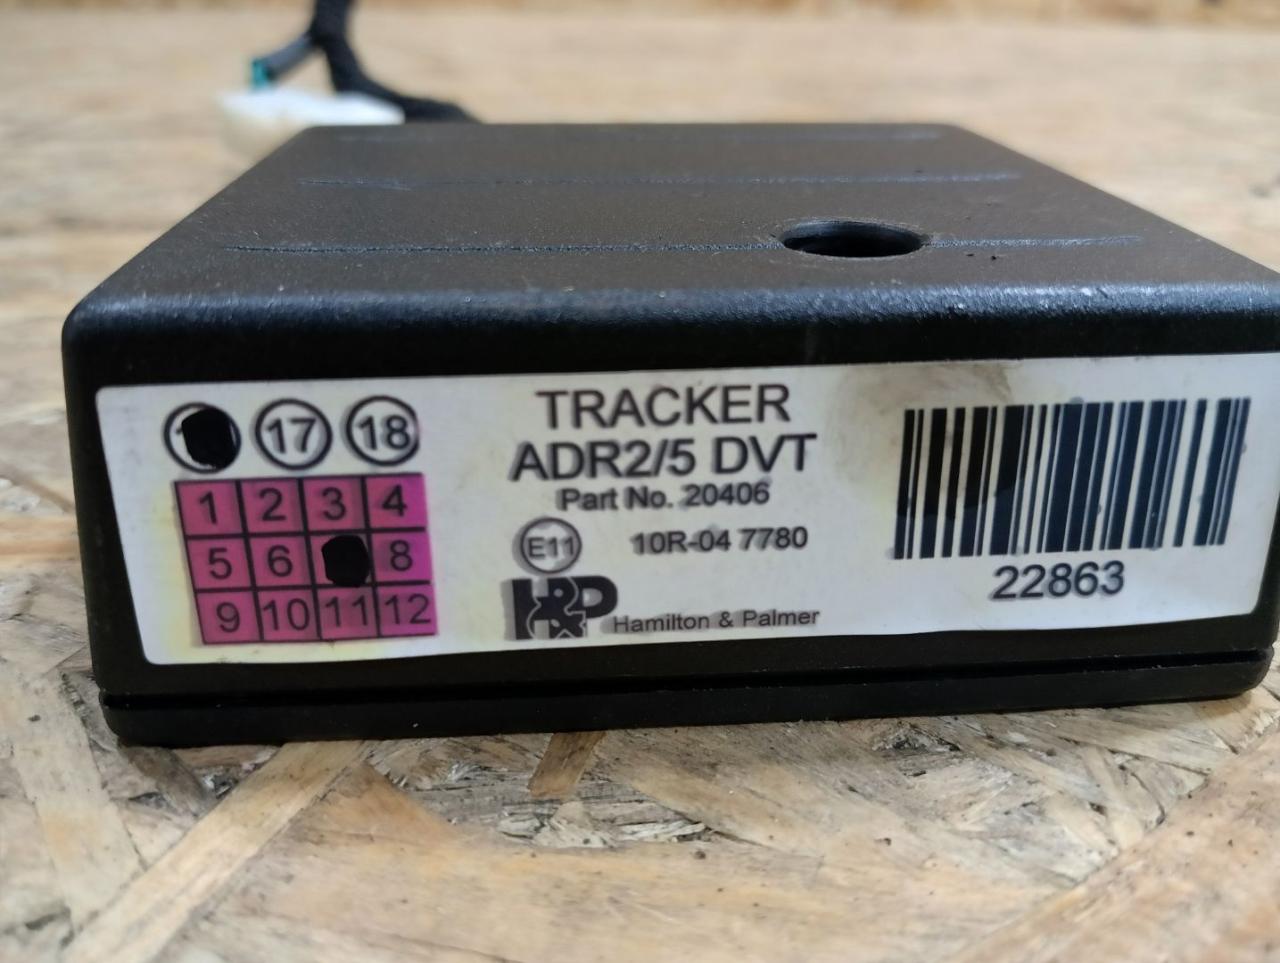 17 18
1 2 3 4
5 6 8
9 10 11 12
TRACKER
ADR2/5 DVT
Part No. 20406
E11 10R-04 7780
H&P Hamilton & Palmer
22863